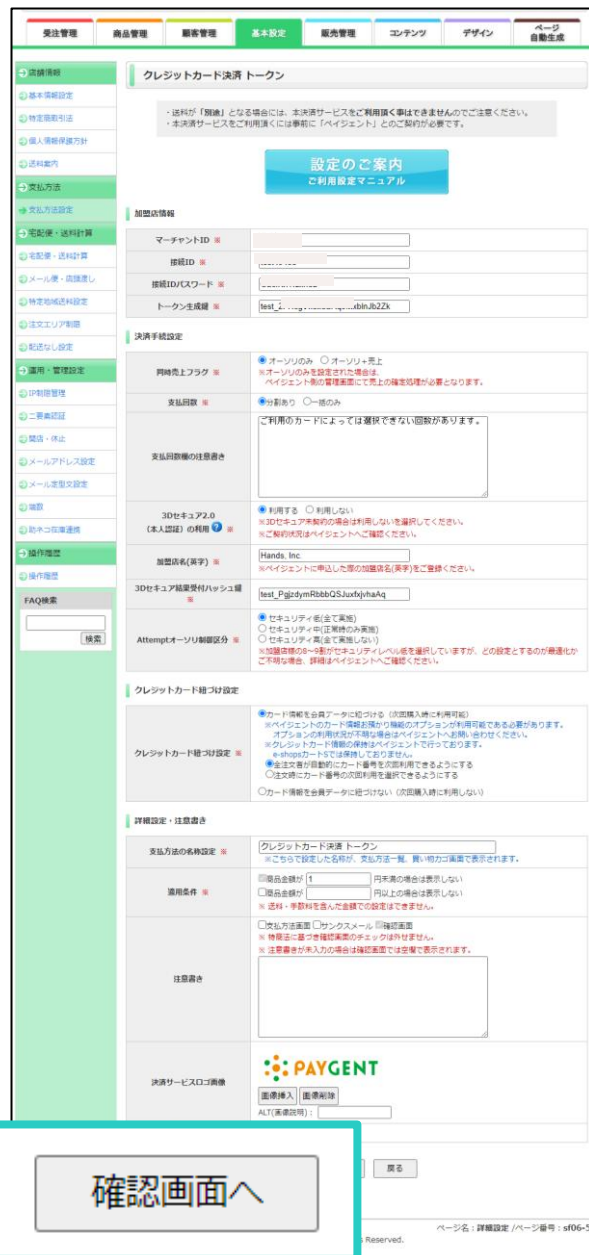 受注管理
商品管理
顧客管理
基本設定
販売管理
コンテンツ
デザイン
ページ
自動生成
店舗情報
基本情報設定
特定商取引法
個人情報保護方針
送料案内
支払方法
支払方法設定
宅配便・送料計算
宅配便・送料計算
メール便・店頭渡し
特定地域送料設定
注文エリア制限
配送なし設定
運用・管理設定
IP制限管理
二要素認証
開店・休止
メールアドレス設定
メール定型文設定
端数
助ネコ在庫連携
操作履歴
操作履歴
FAQ検索
検索
クレジットカード決済 トークン
・送料が「別途」となる場合には、本決済サービスをご利用頂く事はできませんのでご注意ください。
・本決済サービスをご利用頂くには事前に「ペイジェント」とのご契約が必要です。
設定のご案内
ご利用設定マニュアル
加盟店情報
マーチャントID ※
接続ID ※
接続IDパスワード ※
トークン生成鍵 ※
決済手続設定
同時売上フラグ ※
オーソリのみ オーソリ+売上
※オーソリのみを設定された場合は、
ペイジェント側の管理画面にて売上の確定処理が必要となります。
支払回数 ※
分割あり 一括のみ
支払回数欄の注意書き
ご利用のカードによっては選択できない回数があります。
3Dセキュア2.0
(本人認証)の利用 ? ※
利用する 利用しない
※3Dセキュア未契約の場合は利用しないを選択してください。
※ご契約状況はペイジェントへご確認ください。
加盟店名(英字) ※
Hands, Inc.
※ペイジェントに申込した際の加盟店名(英字)をご登録ください。
3Dセキュア結果受付ハッシュ鍵
※
test_PgjzdymRbbbQSJuxfxjvhaAq
Attemptオーソリ制御区分 ※
セキュリティ低(全て実施)
セキュリティ中(正常時のみ実施)
セキュリティ高(全て実施しない)
※加盟店様の8～9割がセキュリティレベル低を選択していますが、どの設定とするのが最適化か
ご不明な場合、詳細はペイジェントへご確認ください。
クレジットカード紐づけ設定
クレジットカード紐づけ設定 ※
カード情報を会員データに紐づける(次回購入時に利用可能)
※ペイジェントのカード情報お預かり機能のオプションが利用可能である必要があります。
オプションの利用状況が不明な場合はペイジェントへお問い合わせください。
※クレジットカード情報の保持はペイジェントで行っております。
e-shopsカートSでは保持しておりません。
全注文者が自動的にカード番号を次回利用できるようにする
注文時にカード番号の次回利用を選択できるようにする
カード情報を会員データに紐づけない(次回購入時に利用しない)
詳細設定・注意書き
支払方法の名称設定 ※
クレジットカード決済 トークン
※こちらで設定した名称が、支払方法一覧、買い物カゴ画面で表示されます。
適用条件 ※
商品金額が 1 円未満の場合は表示しない
商品金額が 円以上の場合は表示しない
※ 送料・手数料を含んだ金額での設定はできません。
注意書き
支払方法画面 サンクスメール 確認画面
※ 特商法に基づき確認画面のチェックは外せません。
※ 注意書きが未入力の場合は確認画面では空欄で表示されます。
決済サービスロゴ画像
PAYGENT
画像挿入 画像削除
ALT(画像説明):
戻る
確認画面へ
ページ名:詳細設定 /ページ番号:sf06-5
s Reserved.